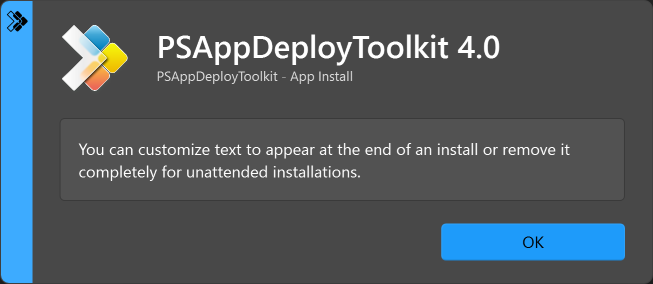 PSAppDeployToolkit 4.0
PSAppDeployToolkit - App Install
You can customize text to appear at the end of an install or remove it
completely for unattended installations.
OK